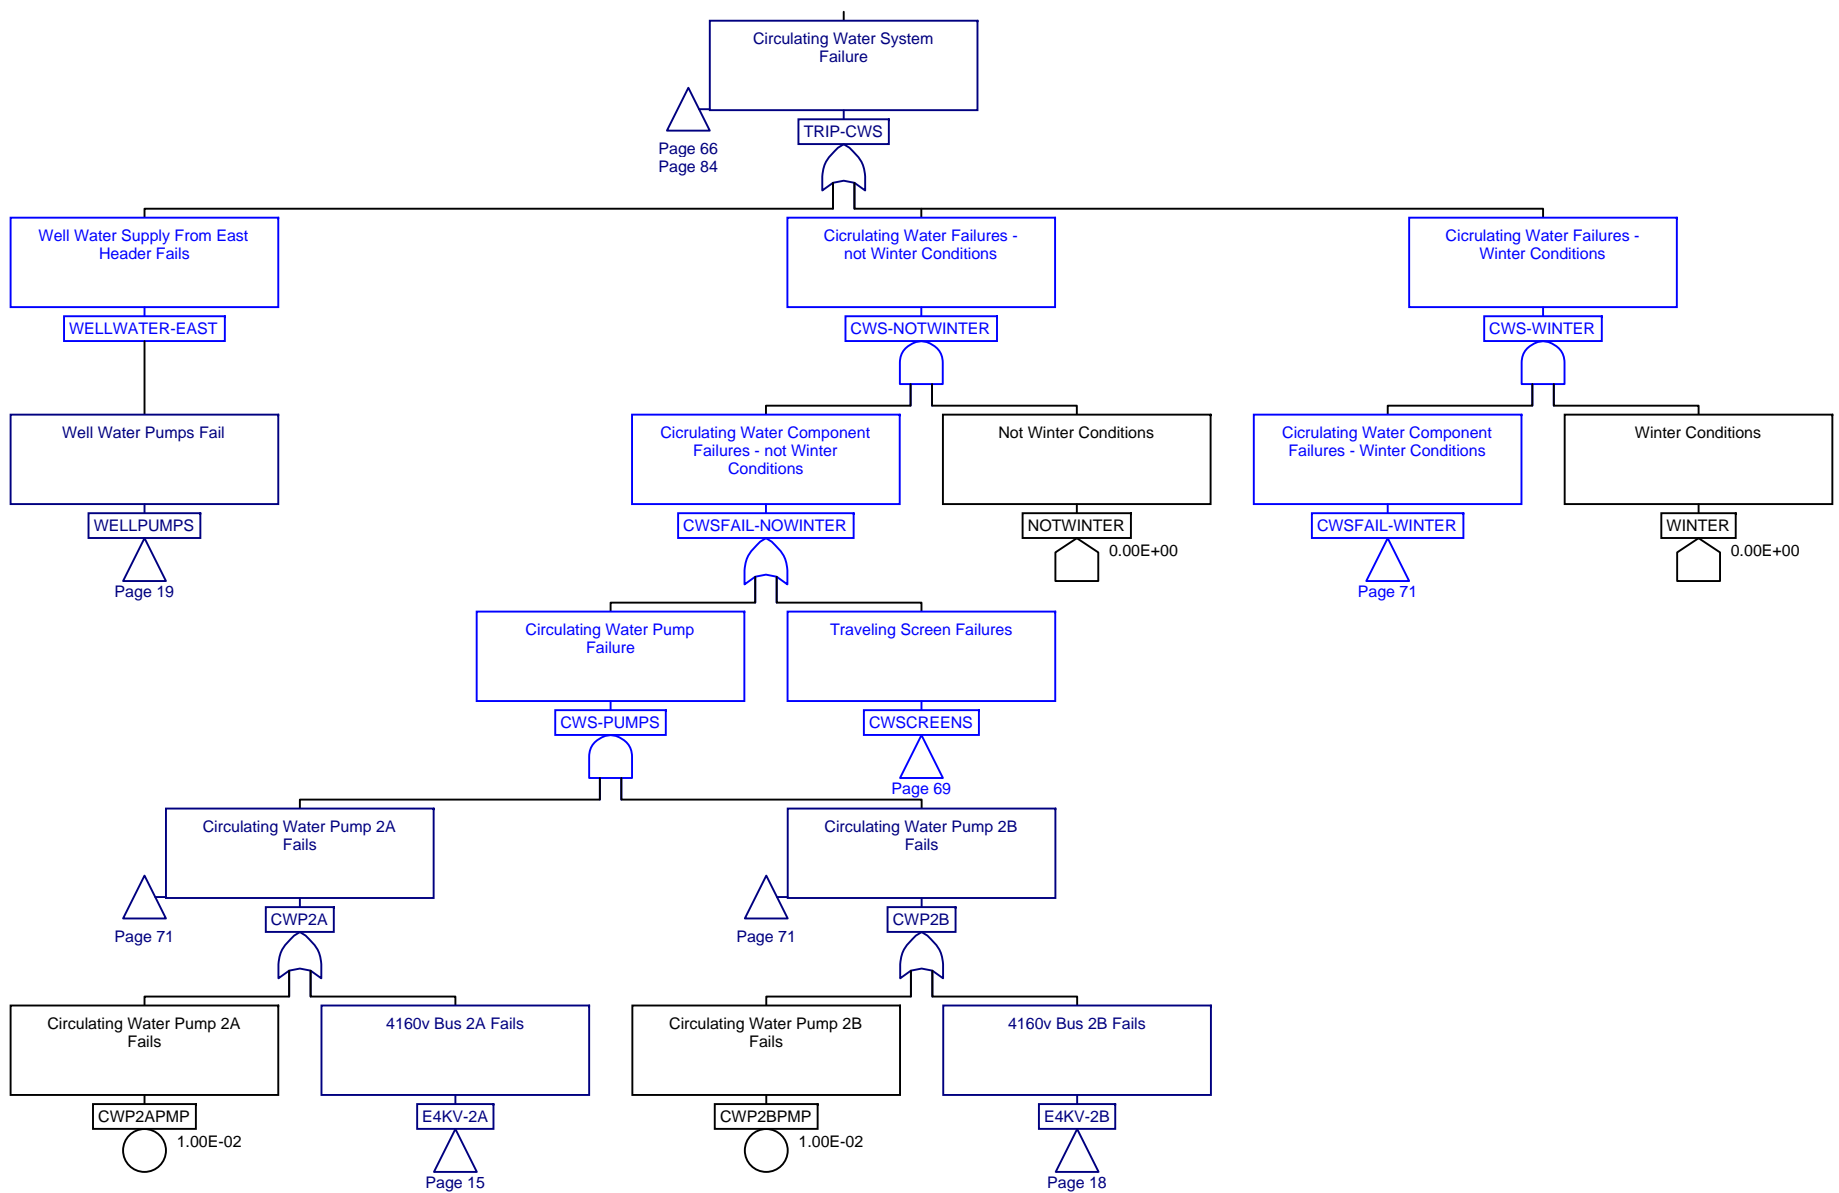 Circulating Water System
Failure
Page 66
Page 84
TRIP-CWS
Well Water Supply From East
Header Fails
WELLWATER-EAST
Cicrulating Water Failures -
not Winter Conditions
CWS-NOTWINTER
Cicrulating Water Failures -
Winter Conditions
CWS-WINTER
Well Water Pumps Fail
WELLPUMPS
Page 19
Cicrulating Water Component
Failures - not Winter
Conditions
CWSFAIL-NOWINTER
Not Winter Conditions
NOTWINTER
0.00E+00
Cicrulating Water Component
Failures - Winter Conditions
CWSFAIL-WINTER
Page 71
Winter Conditions
WINTER
0.00E+00
Circulating Water Pump
Failure
CWS-PUMPS
Traveling Screen Failures
CWSCREENS
Page 69
Circulating Water Pump 2A
Fails
Page 71
CWP2A
Circulating Water Pump 2B
Fails
Page 71
CWP2B
Circulating Water Pump 2A
Fails
CWP2APMP
1.00E-02
4160v Bus 2A Fails
E4KV-2A
Page 15
Circulating Water Pump 2B
Fails
CWP2BPMP
1.00E-02
4160v Bus 2B Fails
E4KV-2B
Page 18